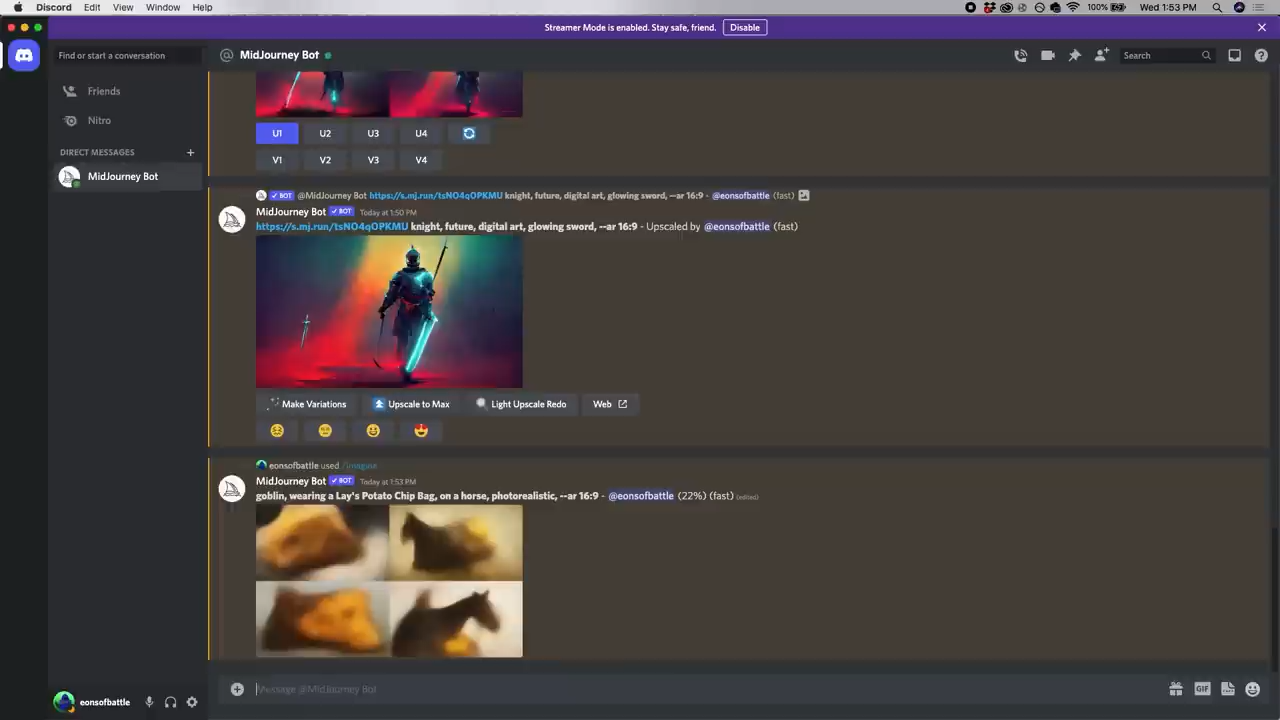 Discord Edit View Window Help
100% Wed 1:53 PM
Streamer Mode is enabled. Stay safe, friend. Disable
Find or start a conversation
MidJourney Bot
Search
Friends
Nitro
DIRECT MESSAGES
MidJourney Bot
U1 U2 U3 U4
V1 V2 V3 V4
BOT @MidJourney Bot https://s.mj.run/tsNO4qOPKMU knight, future, digital art, glowing sword, --ar 16:9 - @eonsofbattle (fast)
MidJourney Bot BOT Today at 1:50 PM
https://s.mj.run/tsNO4qOPKMU knight, future, digital art, glowing sword, --ar 16:9 - Upscaled by @eonsofbattle (fast)
Make Variations Upscale to Max Light Upscale Redo Web
eonsofbattle used /imagine
MidJourney Bot BOT Today at 1:53 PM
goblin, wearing a Lay's Potato Chip Bag, on a horse, photorealistic, --ar 16:9 - @eonsofbattle (22%) (fast) (edited)
Message @MidJourney Bot
GIF
eonsofbattle